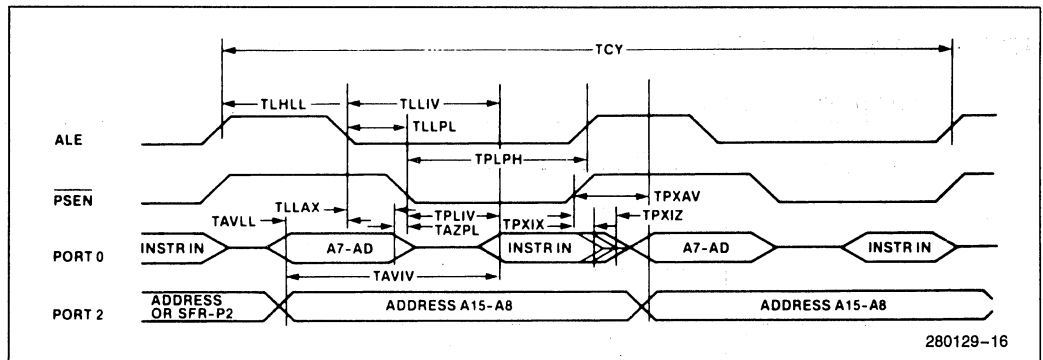 TCY
TLHLL
TLLIV
TLLPL
ALE
TPLPH
PSEN
TPXAV
TLLAX
TPLIV
TPXIZ
TAVLL
TAZPL
TPXIX
PORT 0
INSTR IN
A7-AD
INSTR IN
A7-AD
INSTR IN
TAVIV
PORT 2
ADDRESS
OR SFR-P2
ADDRESS A15-A8
ADDRESS A15-A8
280129-16